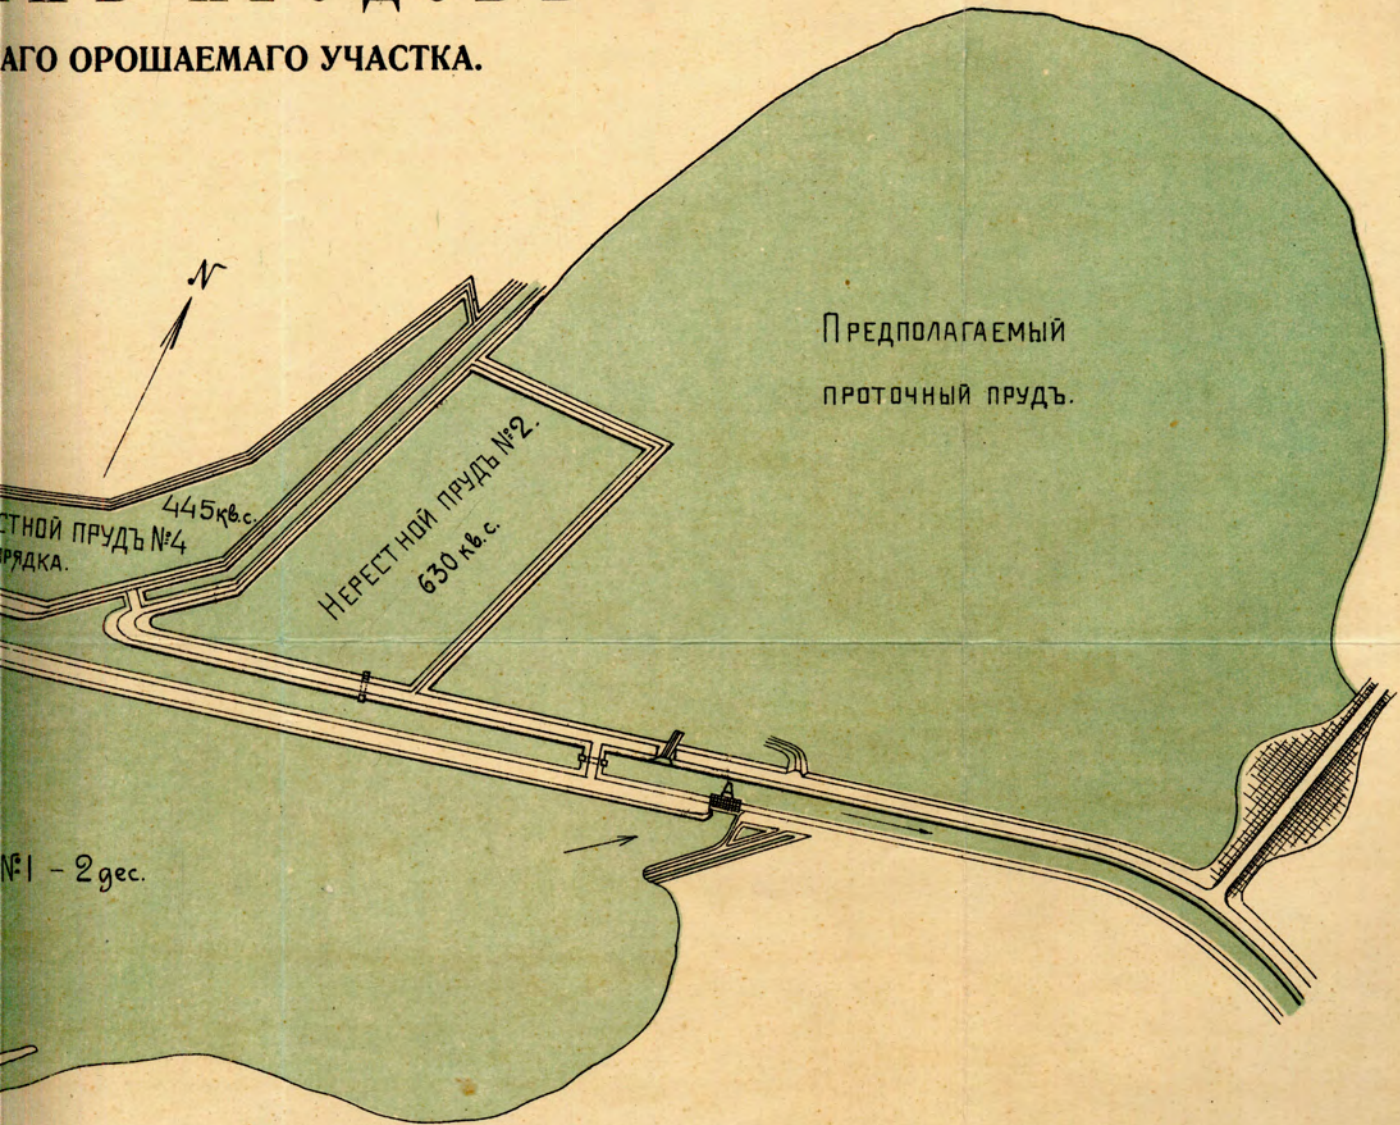 АГО ОРОШАЕМАГО УЧАСТКА.
N
ПРЕДПОЛАГАЕМЫЙ
ПРОТОЧНЫЙ ПРУДЪ.
445 кв.с.
СТНОЙ ПРУДЪ №4
РЯДКА.
НЕРЕСТНОЙ ПРУДЪ №2.
630 кв.с.
№1 – 2 дес.